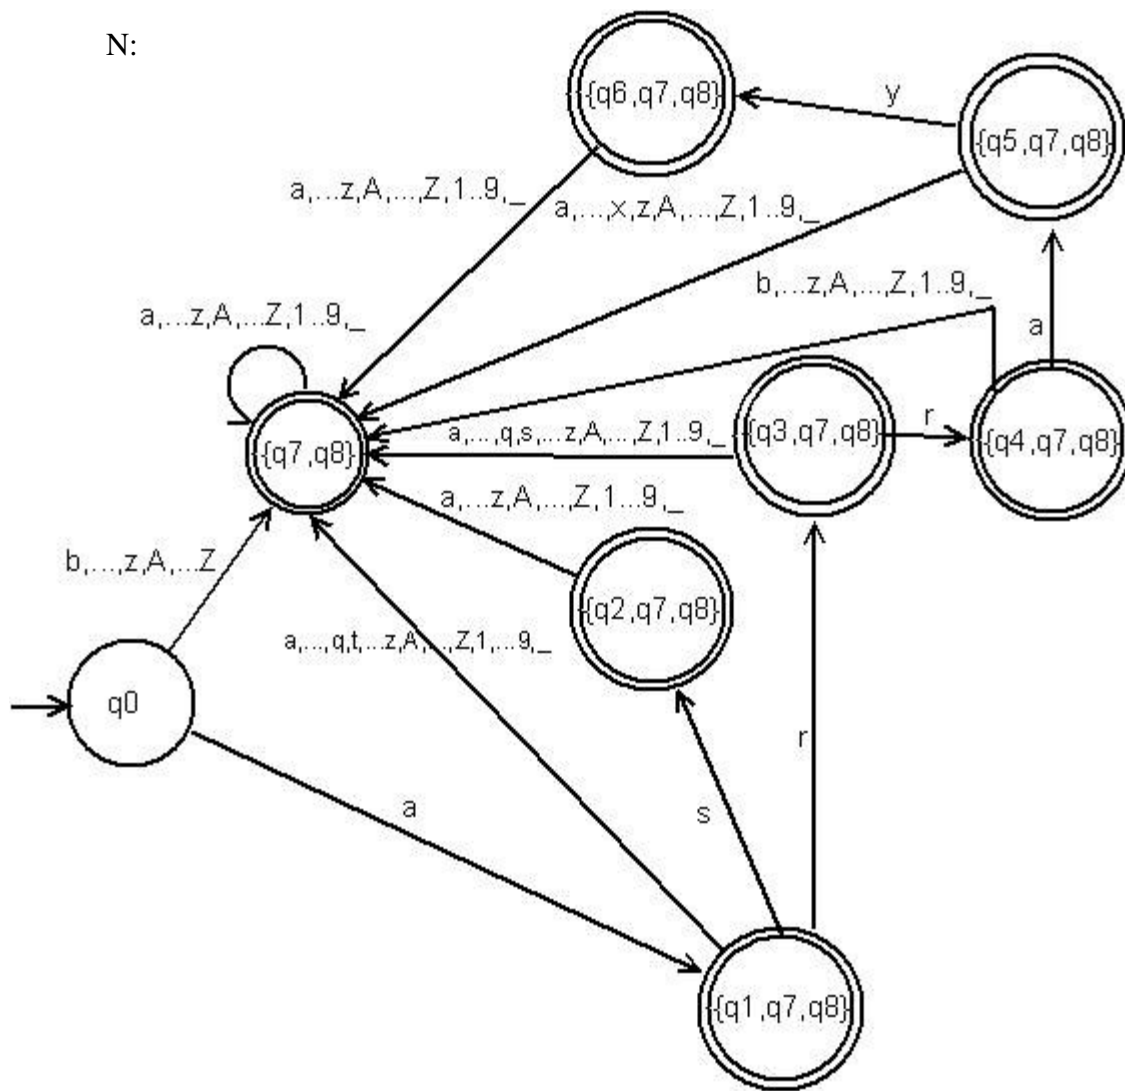 N:
{q6,q7,q8}
y
{q5,q7,q8}
a,...z,A,...,Z,1..9,_
a,...,x,z,A,...,Z,1..9,_
b,...z,A,...,Z,1..9,_
a,...z,A,...Z,1..9,_
a
{q3,q7,q8}
r
{q4,q7,q8}
a,...,q,s,...z,A,...,Z,1..9,_
{q7,q8}
a,...z,A,...,Z,1...9,_
b,...,z,A,...Z
{q2,q7,q8}
a,...,q,t,...z,A,...,Z,1,...9,_
q0
r
a
s
{q1,q7,q8}